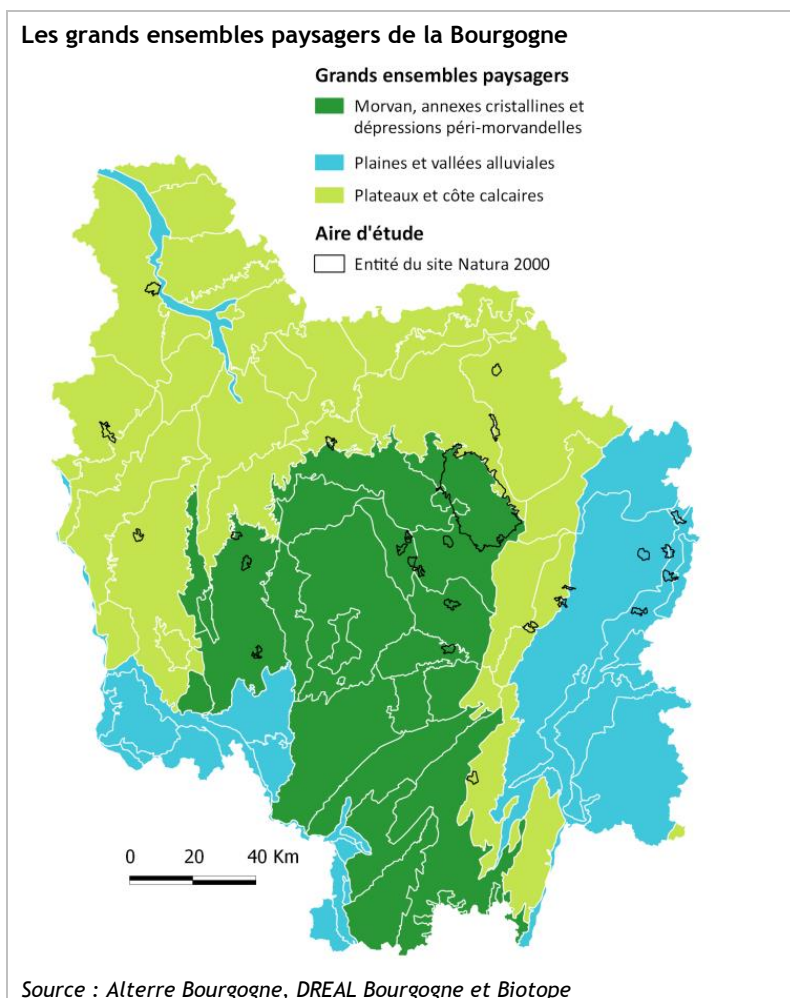 Les grands ensembles paysagers de la Bourgogne
Grands ensembles paysagers
Morvan, annexes cristallines et
dépressions péri-morvandelles
Plaines et vallées alluviales
Plateaux et côte calcaires
Aire d'étude
Entité du site Natura 2000
0 20 40 Km
Source : Alterre Bourgogne, DREAL Bourgogne et Biotope